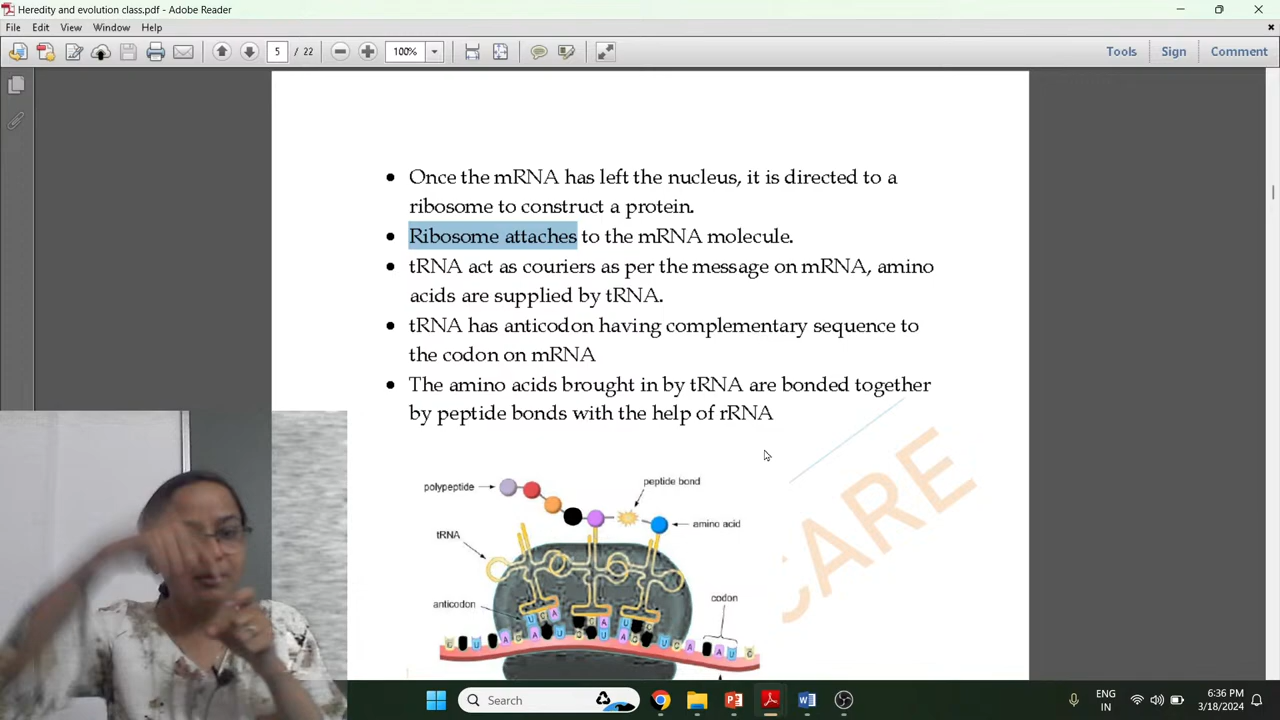 Heredity and evolution class.pdf - Adobe Reader
File Edit View Window Help
5 / 22 100% Tools Sign Comment
• Once the mRNA has left the nucleus, it is directed to a
ribosome to construct a protein.
• Ribosome attaches to the mRNA molecule.
• tRNA act as couriers as per the message on mRNA, amino
acids are supplied by tRNA.
• tRNA has anticodon having complementary sequence to
the codon on mRNA
• The amino acids brought in by tRNA are bonded together
by peptide bonds with the help of rRNA
CARE
polypeptide
peptide bond
amino acid
tRNA
anticodon
codon
Search
ENG
IN
6:36 PM
3/18/2024